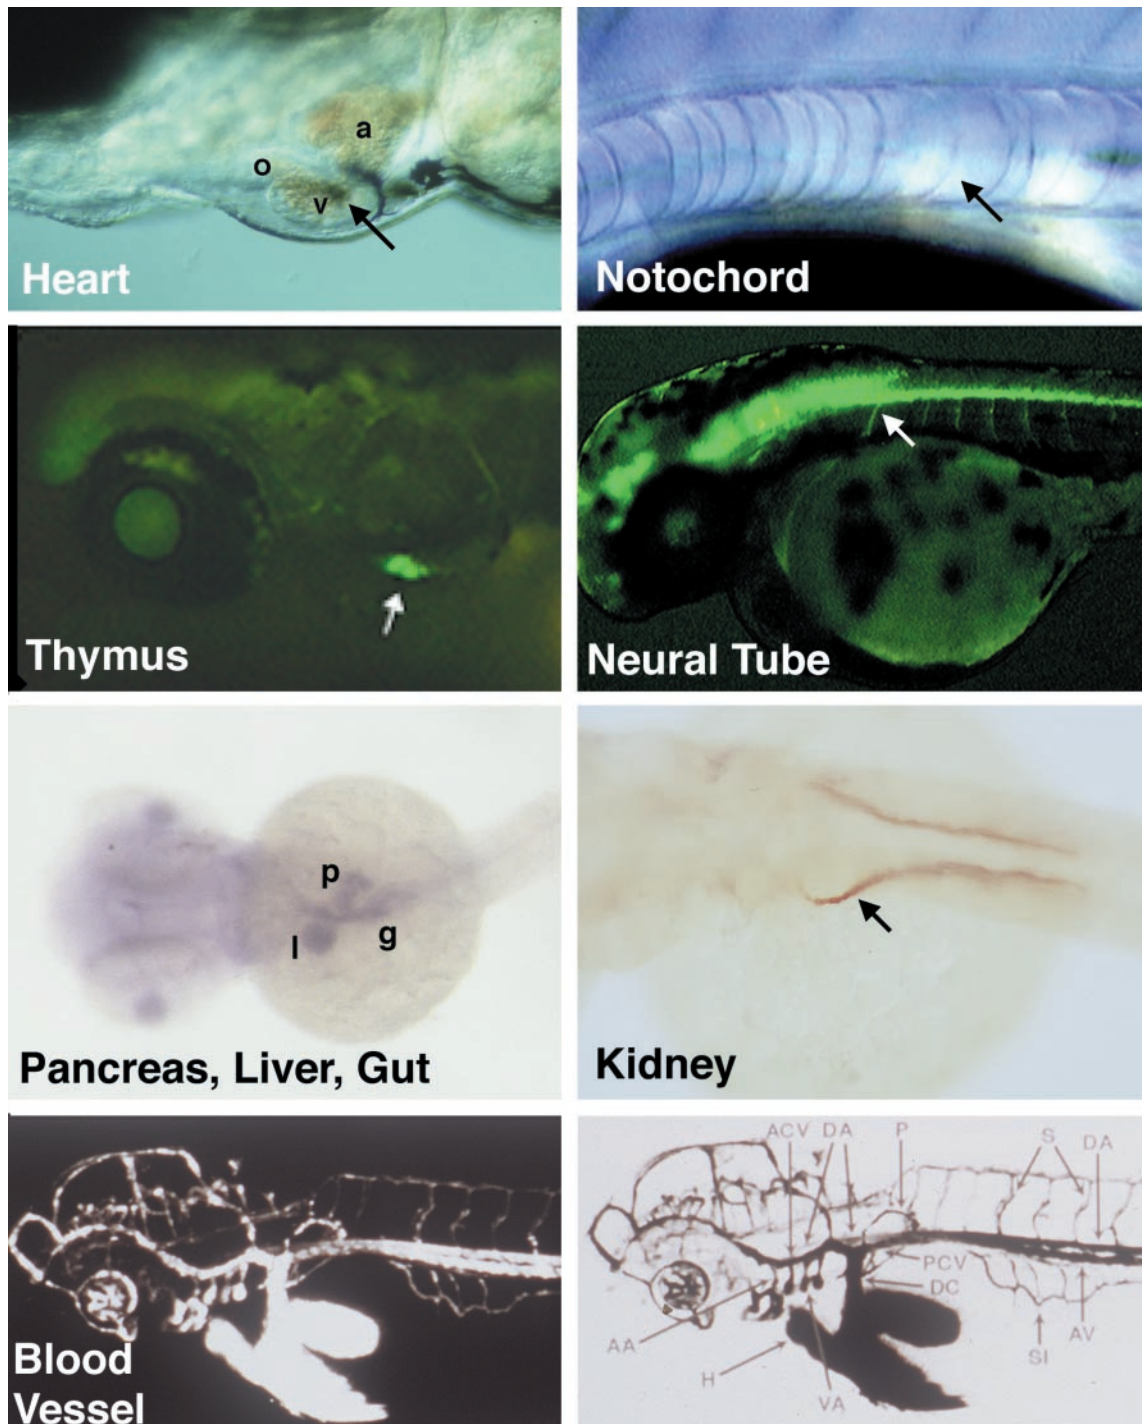 a
o
v
Heart
Notochord
Thymus
Neural Tube
p
l
g
Pancreas, Liver, Gut
Kidney
Blood
Vessel
ACV DA P S DA
PCV
DC
AA
H
VA
SI
AV